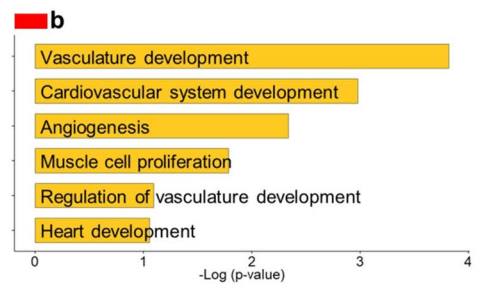 b
Vasculature development
Cardiovascular system development
Angiogenesis
Muscle cell proliferation
Regulation of vasculature development
Heart development
0 1 2 3 4
-Log (p-value)